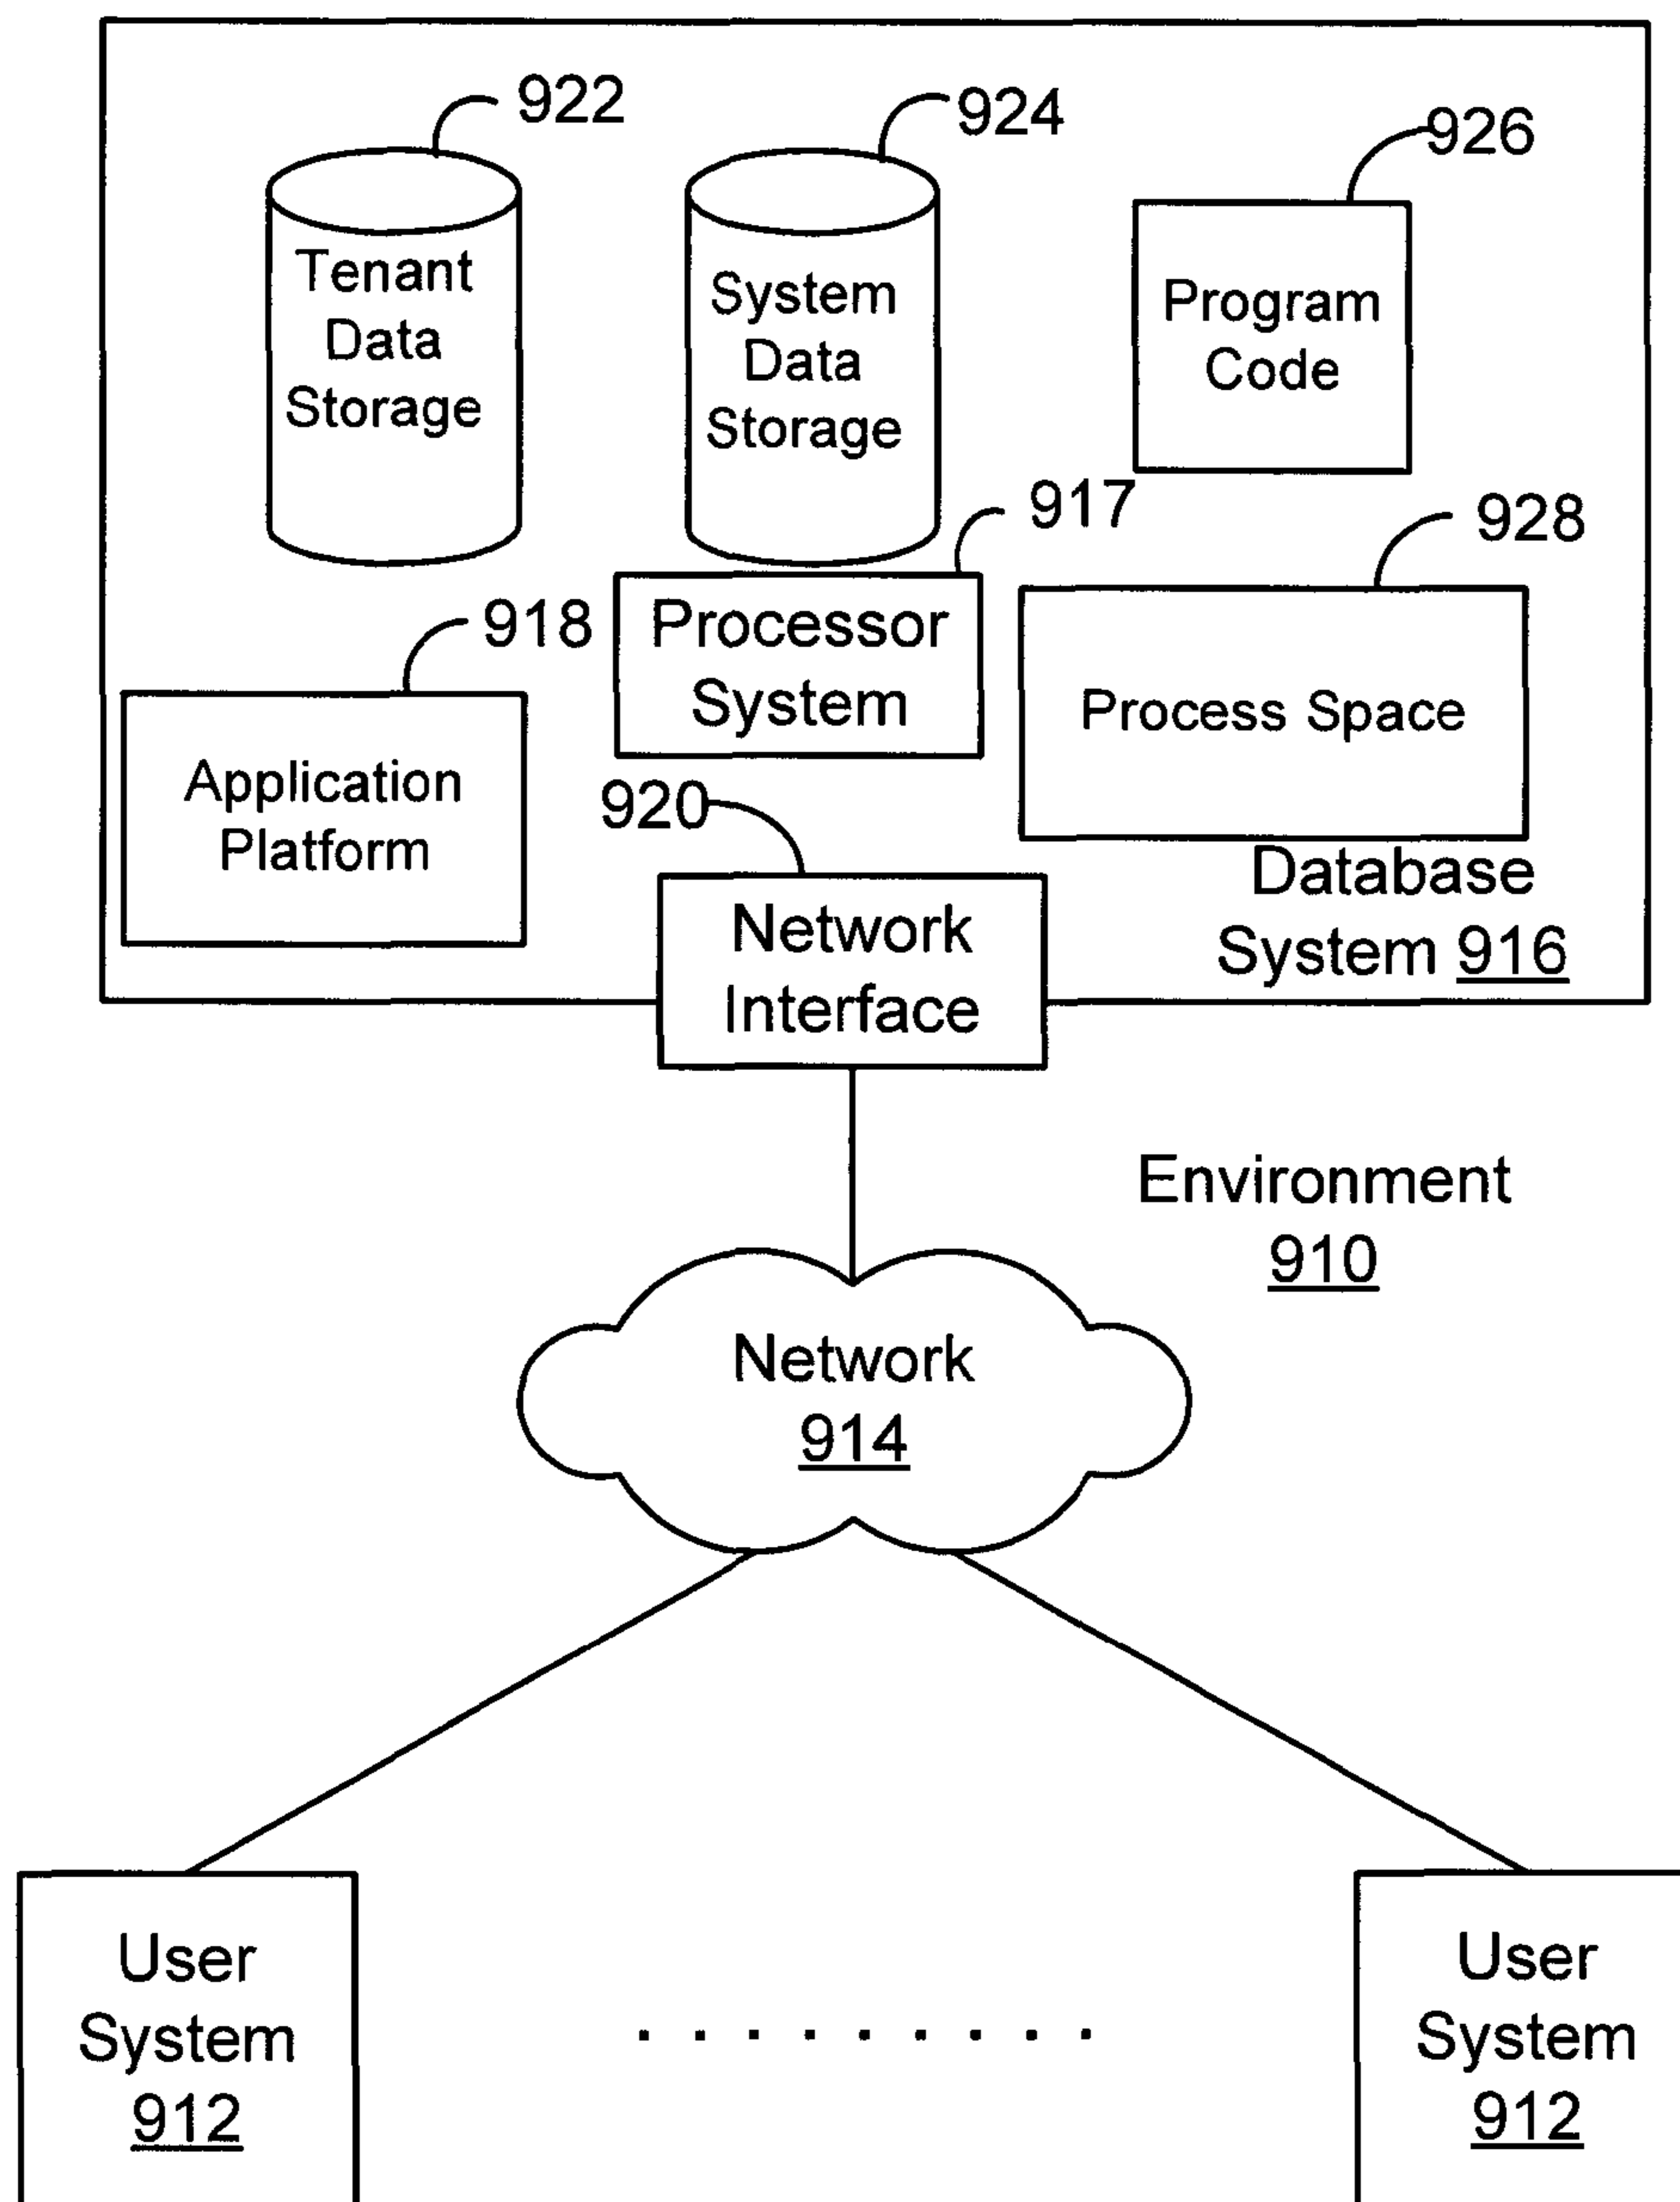 922
924
926
Tenant
Data
Storage
System
Data
Storage
Program
Code
917
928
918
Processor
System
Process Space
Application
Platform
920
Database
System 916
Network
Interface
Environment
910
Network
914
User
System
912
User
System
912